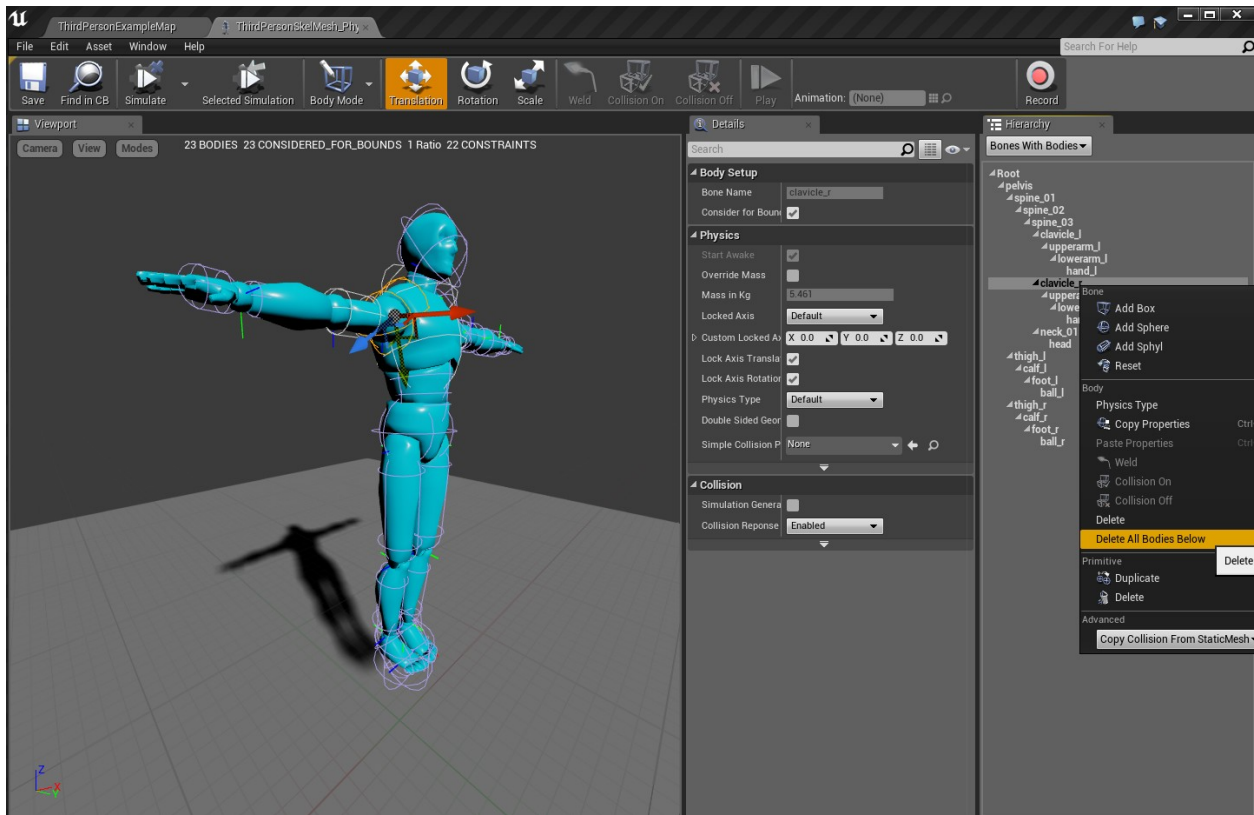 ThirdPersonExampleMap
ThirdPersonSkelMesh_Phy
File Edit Asset Window Help
Search For Help
Save Find in CB Simulate Selected Simulation Body Mode Translation Rotation Scale Weld Collision On Collision Off Play Animation: (None) Record
Viewport
Camera View Modes 23 BODIES 23 CONSIDERED_FOR_BOUNDS 1 Ratio 22 CONSTRAINTS
Z
X
Y
Details
Search
Body Setup
Bone Name clavicle_r
Consider for Boun
Physics
Start Awake
Override Mass
Mass in Kg 5.461
Locked Axis Default
Custom Locked Ax X 0.0 Y 0.0 Z 0.0
Lock Axis Transla
Lock Axis Rotation
Physics Type Default
Double Sided Geor
Simple Collision P None
Collision
Simulation Genera
Collision Reponse Enabled
Hierarchy
Bones With Bodies
Root
pelvis
spine_01
spine_02
spine_03
clavicle_l
upperarm_l
lowerarm_l
hand_l
clavicle_r
uppera
lowe
ha
neck_01
head
thigh_l
calf_l
foot_l
ball_l
thigh_r
calf_r
foot_r
ball_r
Bone
Add Box
Add Sphere
Add Sphyl
Reset
Body
Physics Type
Copy Properties Ctrl
Paste Properties Ctrl
Weld
Collision On
Collision Off
Delete
Delete All Bodies Below
Delete
Primitive
Duplicate
Delete
Advanced
Copy Collision From StaticMesh